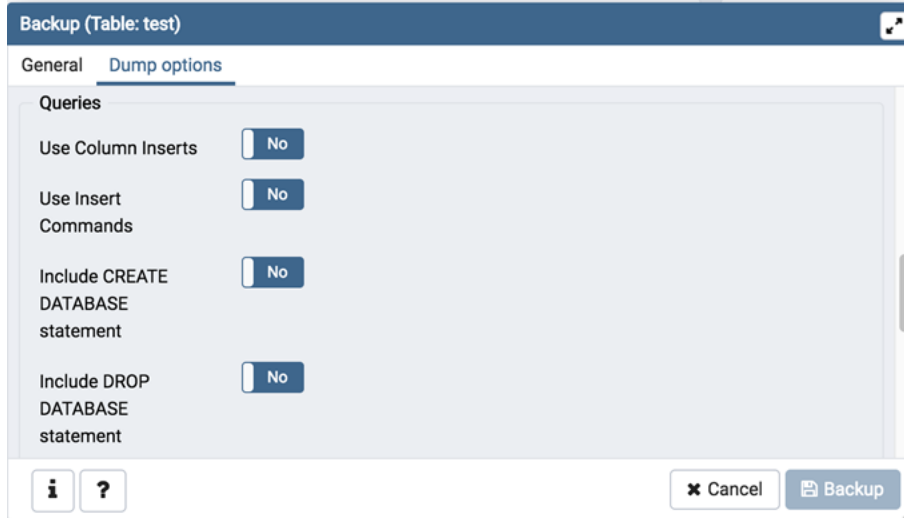 Backup (Table: test)
General Dump options
Queries
Use Column Inserts No
Use Insert No
Commands
Include CREATE No
DATABASE
statement
Include DROP No
DATABASE
statement
i ? Cancel Backup